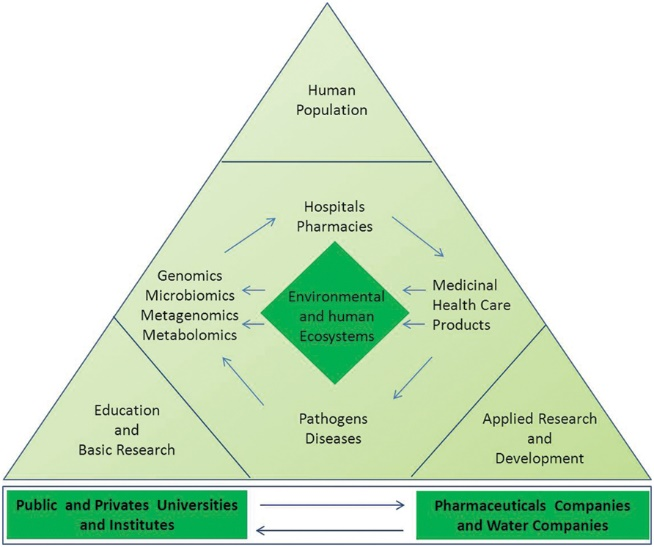 Human
Population
Hospitals
Pharmacies
Genomics
Microbiomics
Metagenomics
Metabolomics
Environmental
and human
Ecosystems
Medicinal
Health Care
Products
Education
and
Basic Research
Pathogens
Diseases
Applied Research
and
Development
Public and Privates Universities
and Institutes
Pharmaceuticals Companies
and Water Companies